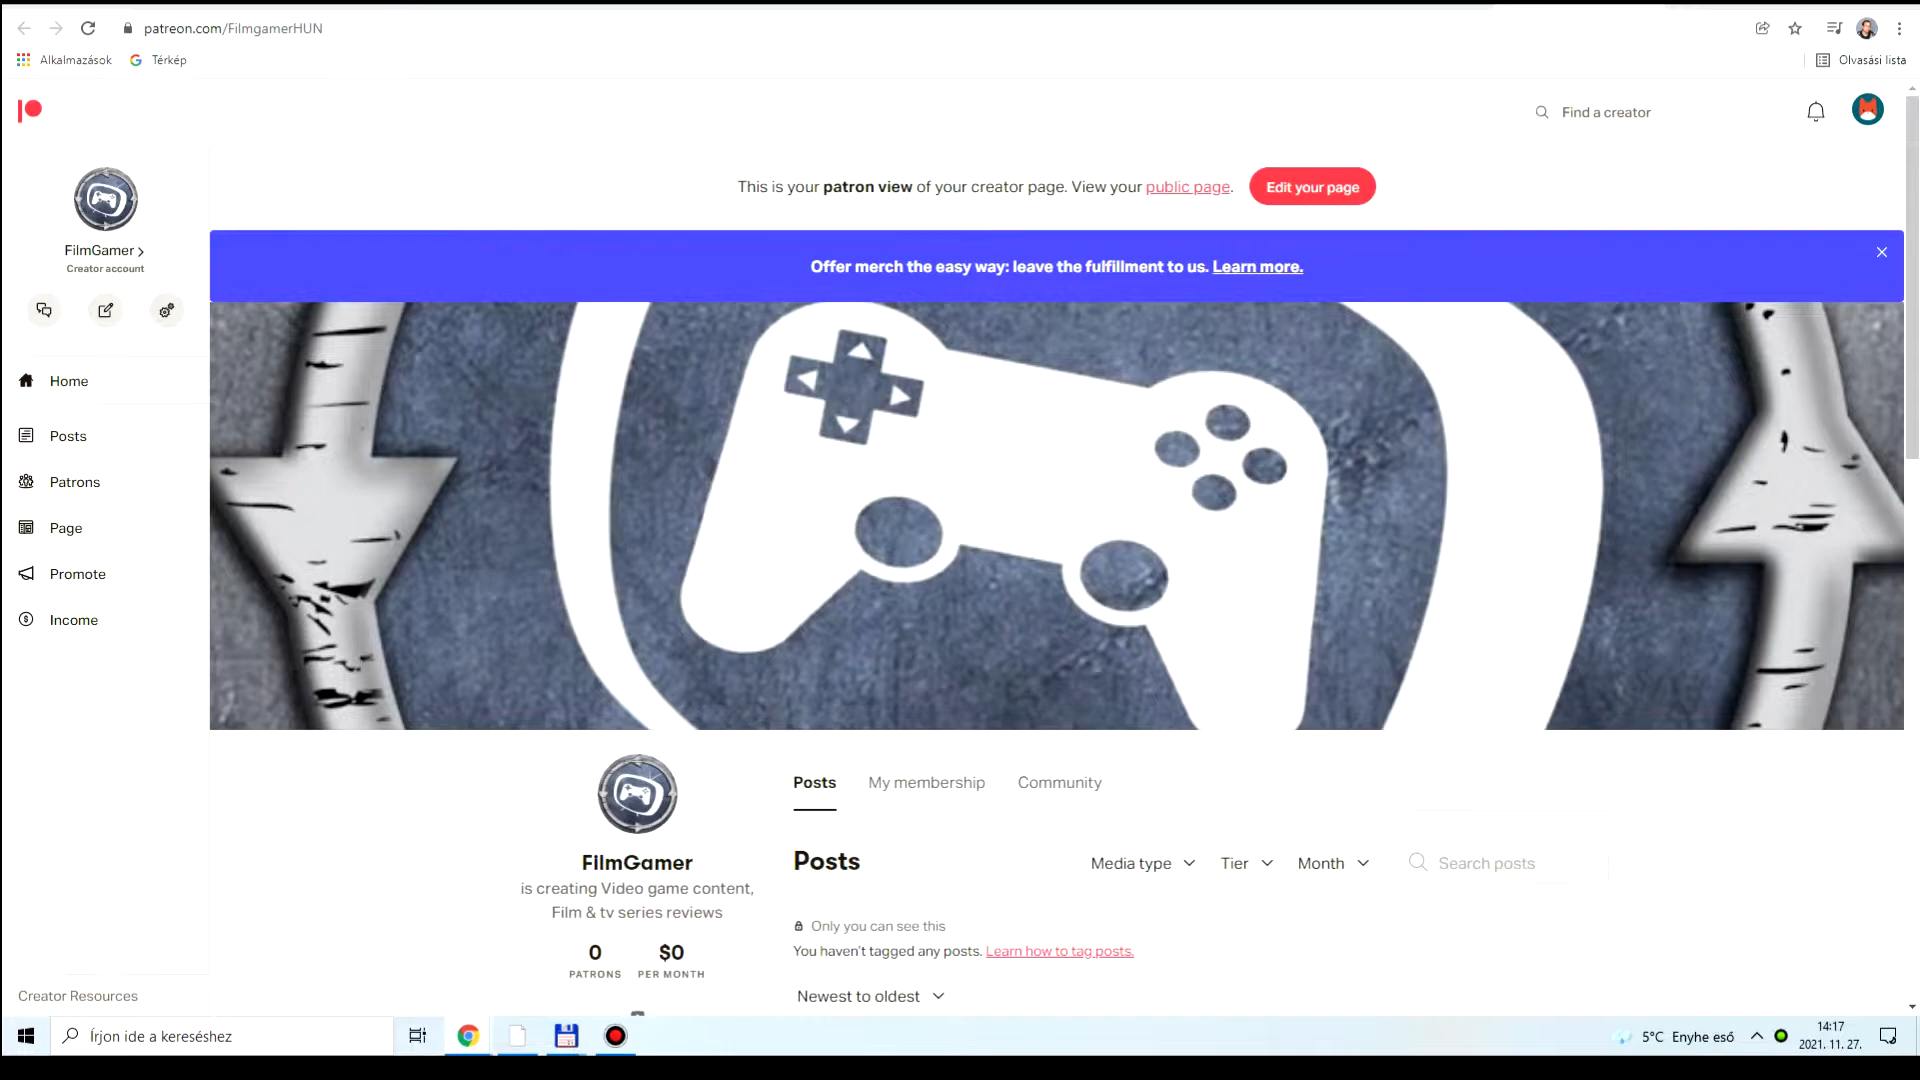 patreon.com/FilmgamerHUN
Alkalmazások
Térkép
Olvasási lista
Find a creator
This is your patron view of your creator page. View your public page.
Edit your page
FilmGamer
Creator account
Offer merch the easy way: leave the fulfillment to us. Learn more.
Home
Posts
Patrons
Page
Promote
Income
Posts
My membership
Community
FilmGamer
is creating Video game content,
Film & tv series reviews
0
PATRONS
$0
PER MONTH
Posts
Media type
Tier
Month
Search posts
Only you can see this
You haven't tagged any posts. Learn how to tag posts.
Newest to oldest
Creator Resources
Írjon ide a kereséshez
5°C Enyhe eső
14:17
2021. 11. 27.